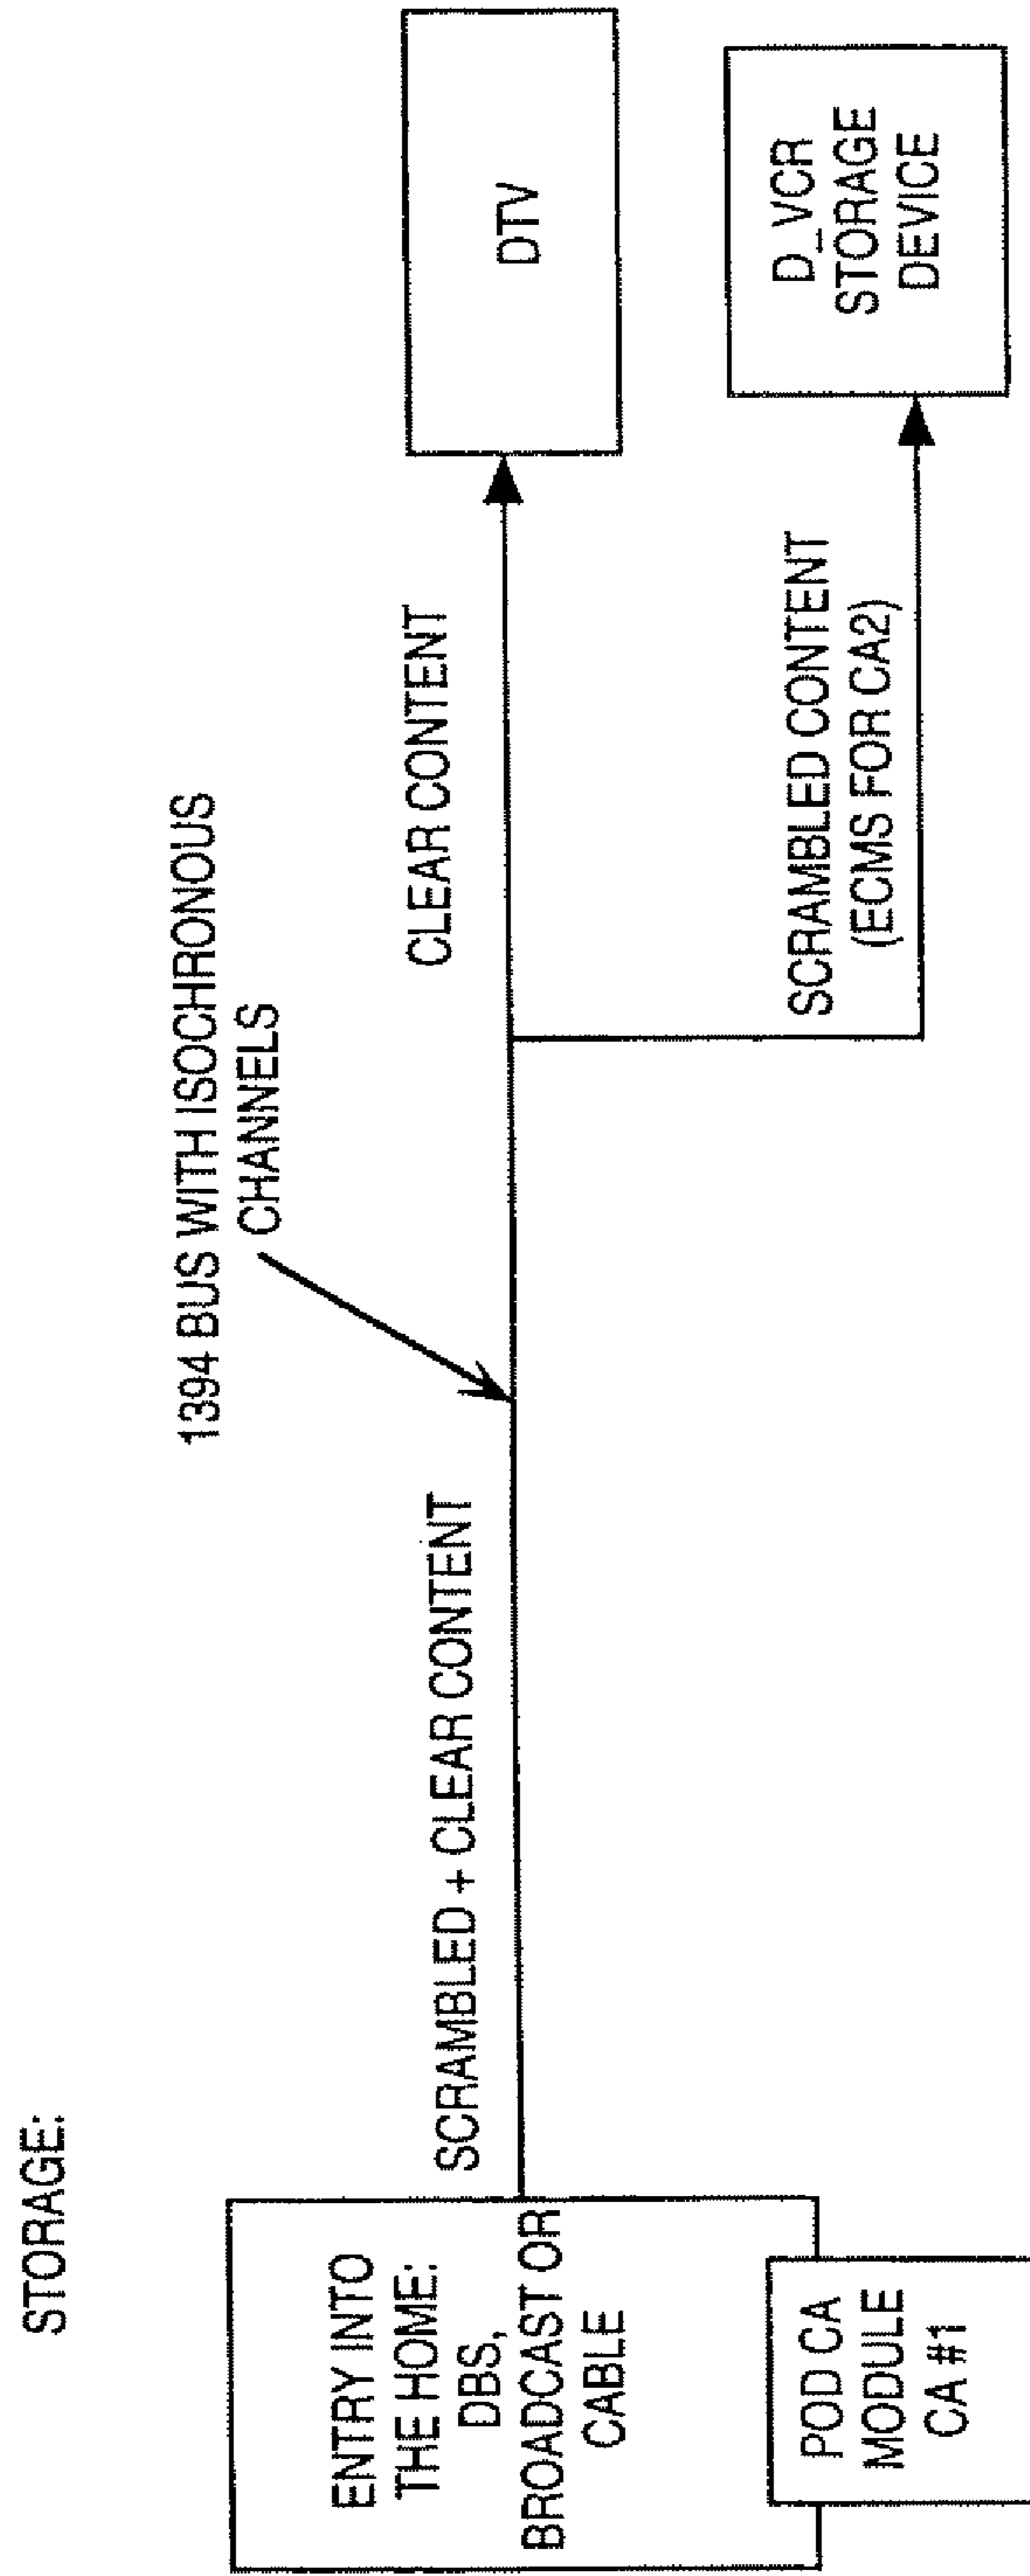 STORAGE:
ENTRY INTO
THE HOME:
DBS,
BROADCAST OR
CABLE
POD CA
MODULE
CA #1
SCRAMBLED + CLEAR CONTENT
1394 BUS WITH ISOCHRONOUS
CHANNELS
CLEAR CONTENT
SCRAMBLED CONTENT
(ECMS FOR CA2)
DTV
D_VCR
STORAGE
DEVICE